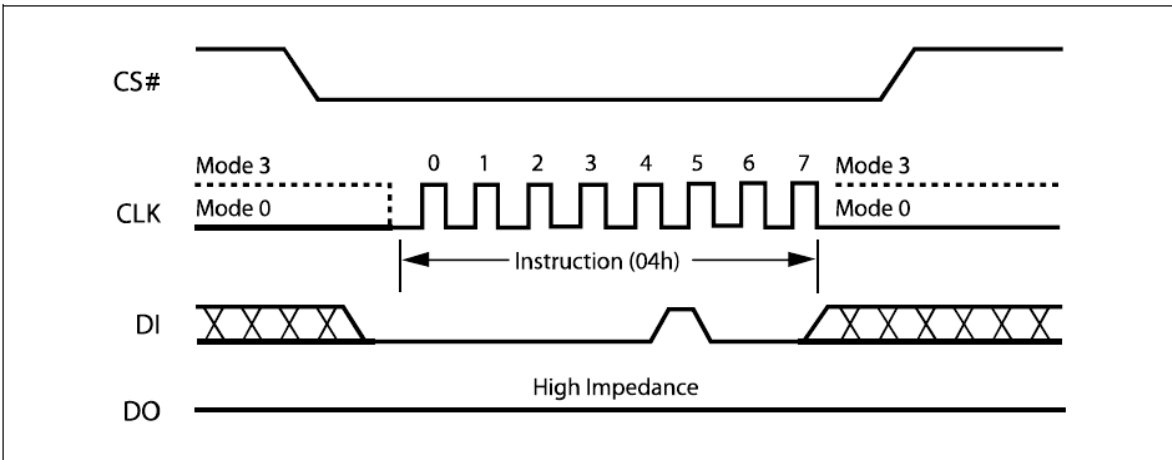 CS#
Mode 3 0 1 2 3 4 5 6 7 Mode 3
CLK Mode 0 Mode 0
Instruction (04h)
DI
High Impedance
DO